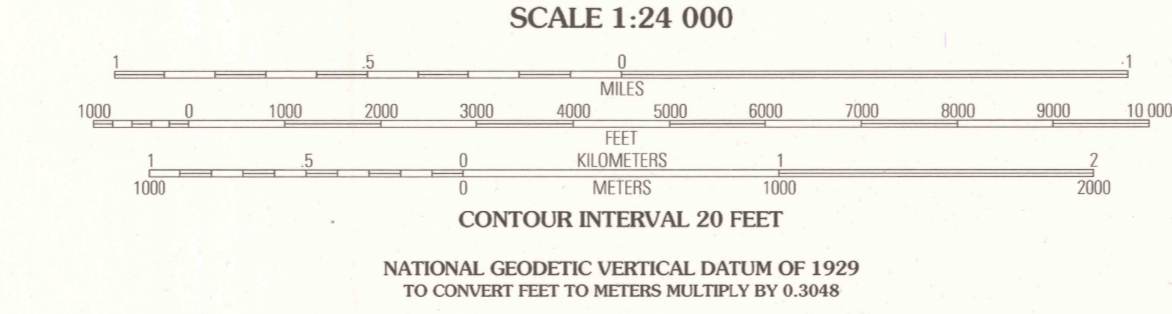 SCALE 1:24 000
1 .5 0 1
MILES
1000 0 1000 2000 3000 4000 5000 6000 7000 8000 9000 10 000
FEET
1 .5 0 KILOMETERS 1 2
1000 0 METERS 1000 2000
CONTOUR INTERVAL 20 FEET
NATIONAL GEODETIC VERTICAL DATUM OF 1929
TO CONVERT FEET TO METERS MULTIPLY BY 0.3048